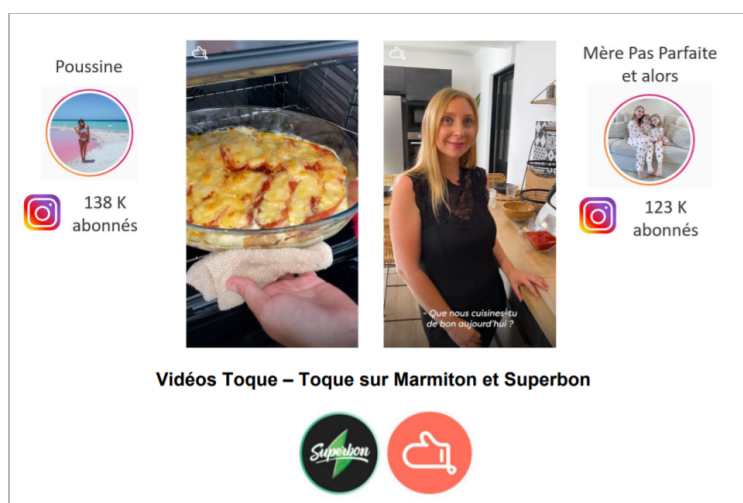 Poussine
138 K
abonnés
Mère Pas Parfaite
et alors
123 K
abonnés
- Que nous cuisines-tu
de bon aujourd'hui ?
Vidéos Toque – Toque sur Marmiton et Superbon
Superbon